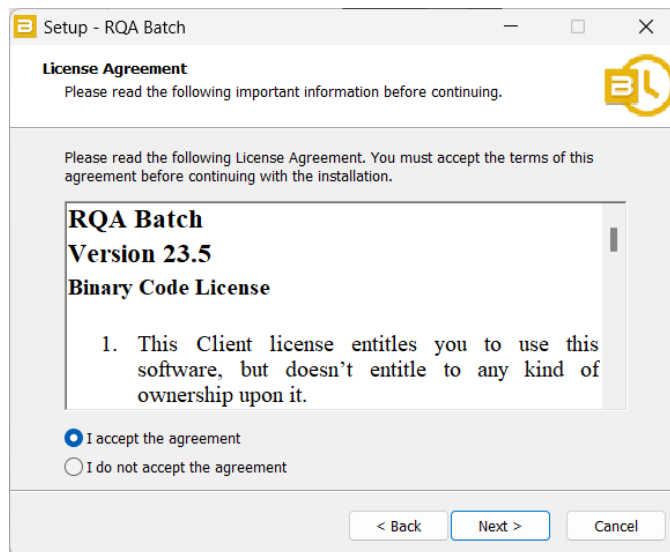 B Setup - RQA Batch
License Agreement
Please read the following important information before continuing.
B
Please read the following License Agreement. You must accept the terms of this
agreement before continuing with the installation.
RQA Batch
Version 23.5
Binary Code License
1. This Client license entitles you to use this
software, but doesn’t entitle to any kind of
ownership upon it.
I accept the agreement
I do not accept the agreement
< Back Next > Cancel